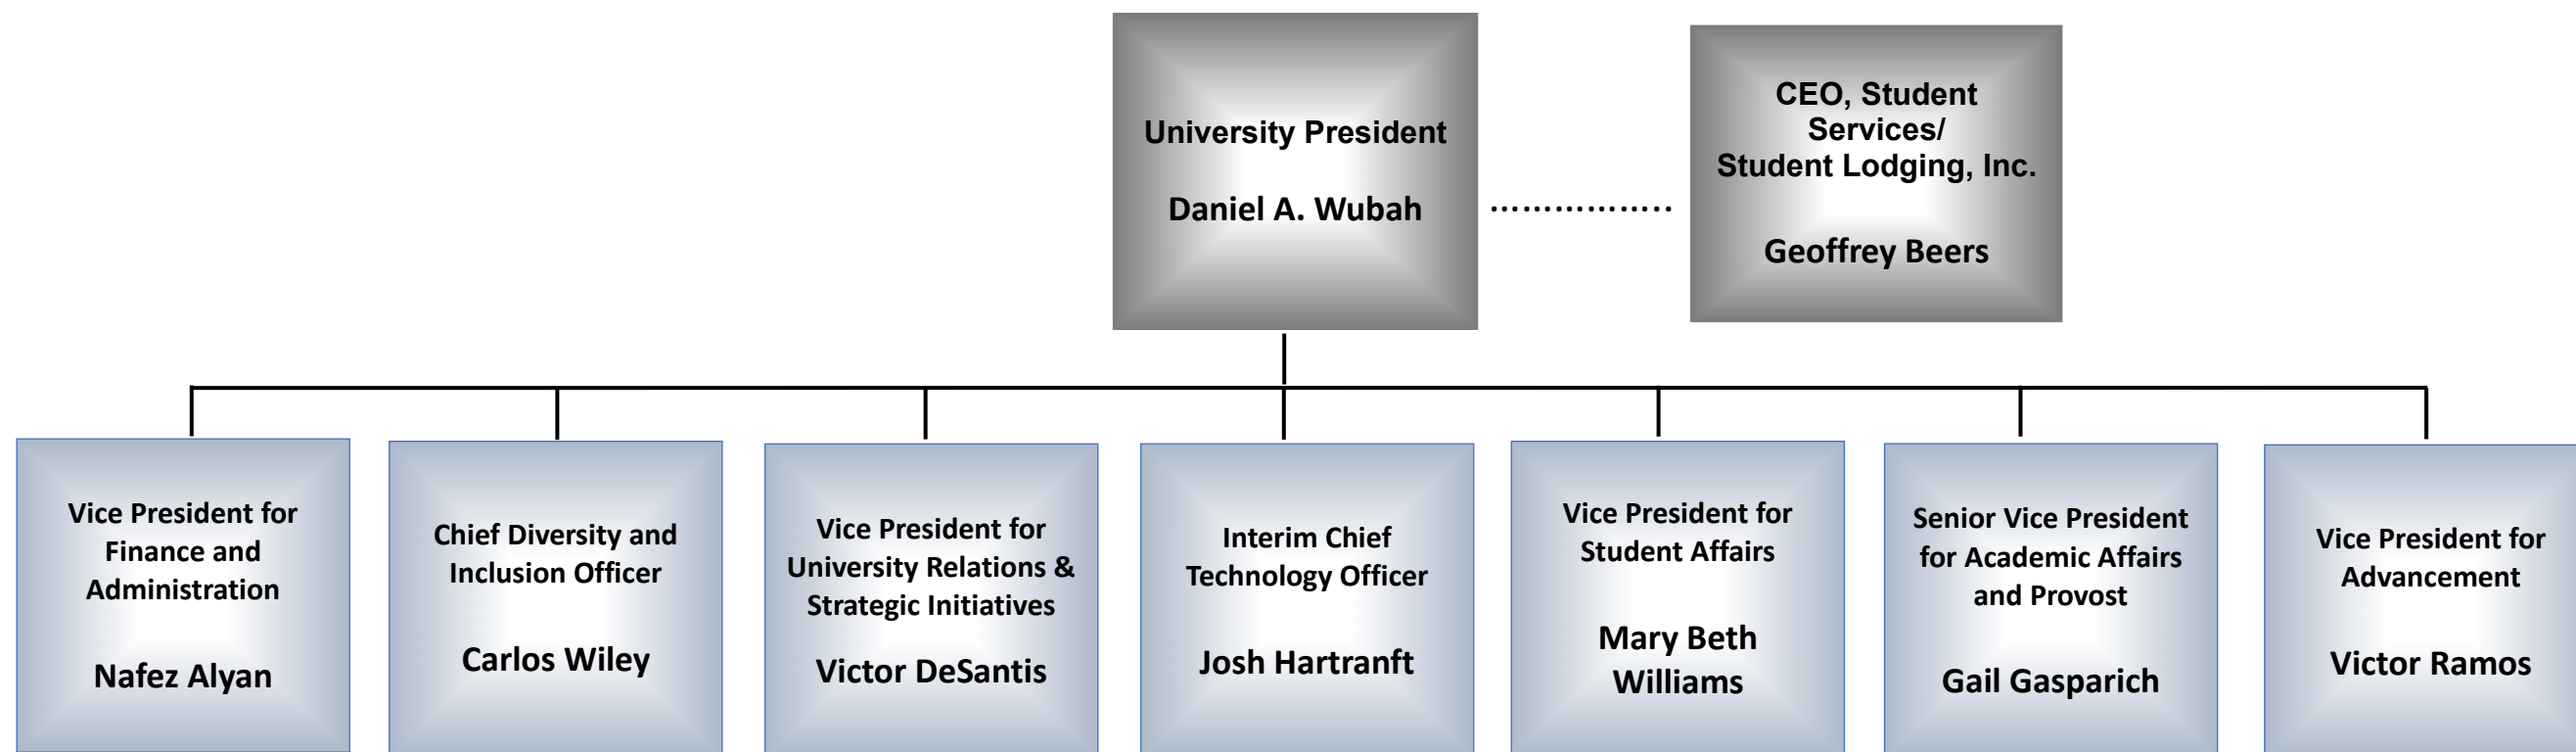 University President
Daniel A. Wubah
CEO, Student
Services/
Student Lodging, Inc.
Geoffrey Beers
Vice President for
Finance and
Administration
Nafez Alyan
Chief Diversity and
Inclusion Officer
Carlos Wiley
Vice President for
University Relations &
Strategic Initiatives
Victor DeSantis
Interim Chief
Technology Officer
Josh Hartranft
Vice President for
Student Affairs
Mary Beth
Williams
Senior Vice President
for Academic Affairs
and Provost
Gail Gasparich
Vice President for
Advancement
Victor Ramos